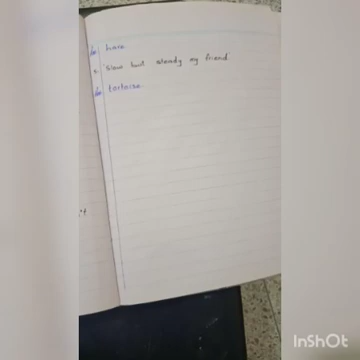 hare
"Slow but steady my friend"
tortoise.
't
InShOt